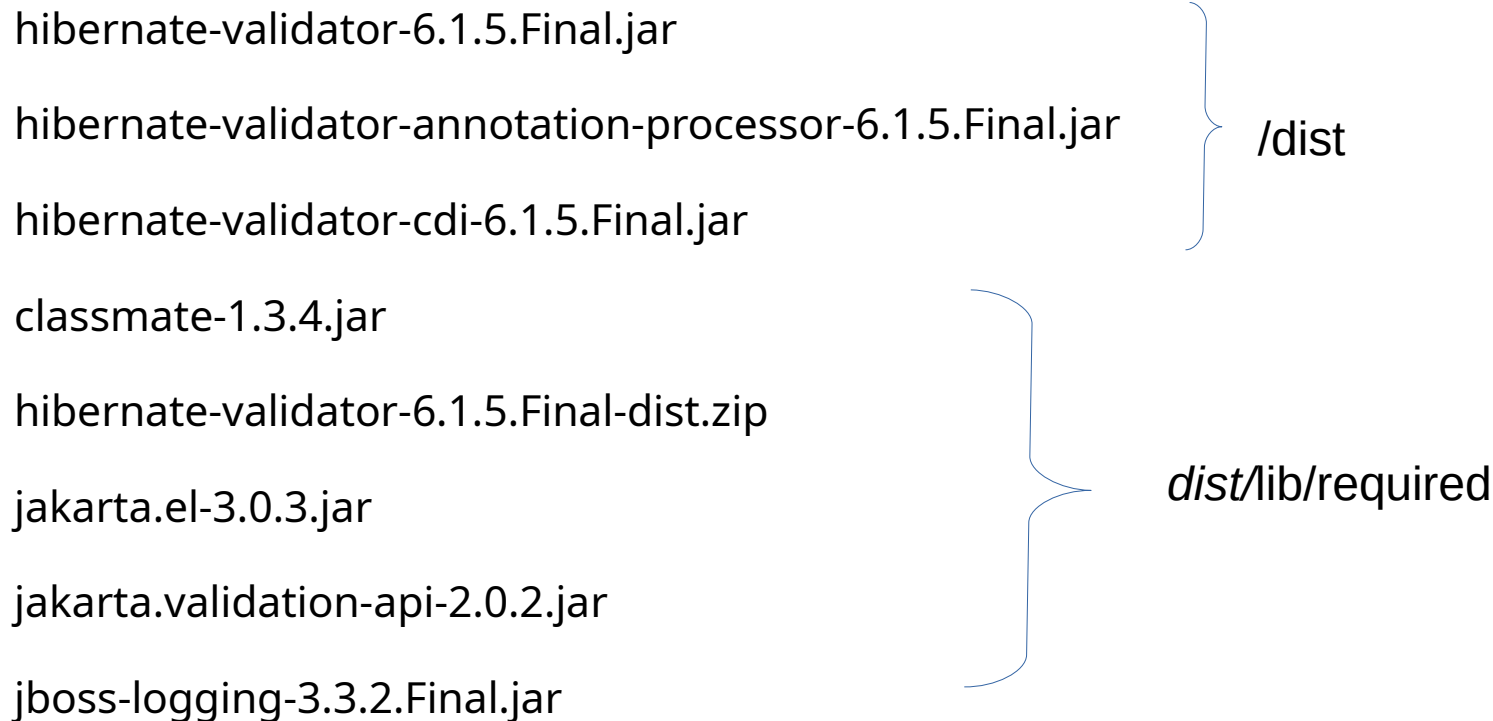 hibernate-validator-6.1.5.Final.jar
hibernate-validator-annotation-processor-6.1.5.Final.jar
/dist
hibernate-validator-cdi-6.1.5.Final.jar
classmate-1.3.4.jar
hibernate-validator-6.1.5.Final-dist.zip
dist/lib/required
jakarta.el-3.0.3.jar
jakarta.validation-api-2.0.2.jar
jboss-logging-3.3.2.Final.jar